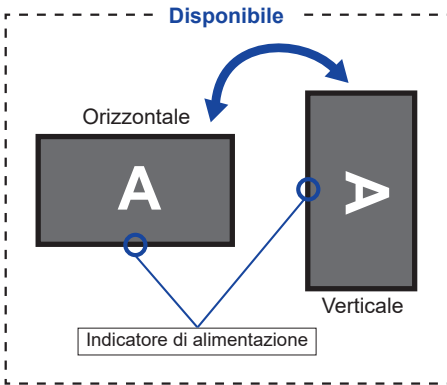 Disponibile
Orizzontale
A
A
Verticale
Indicatore di alimentazione